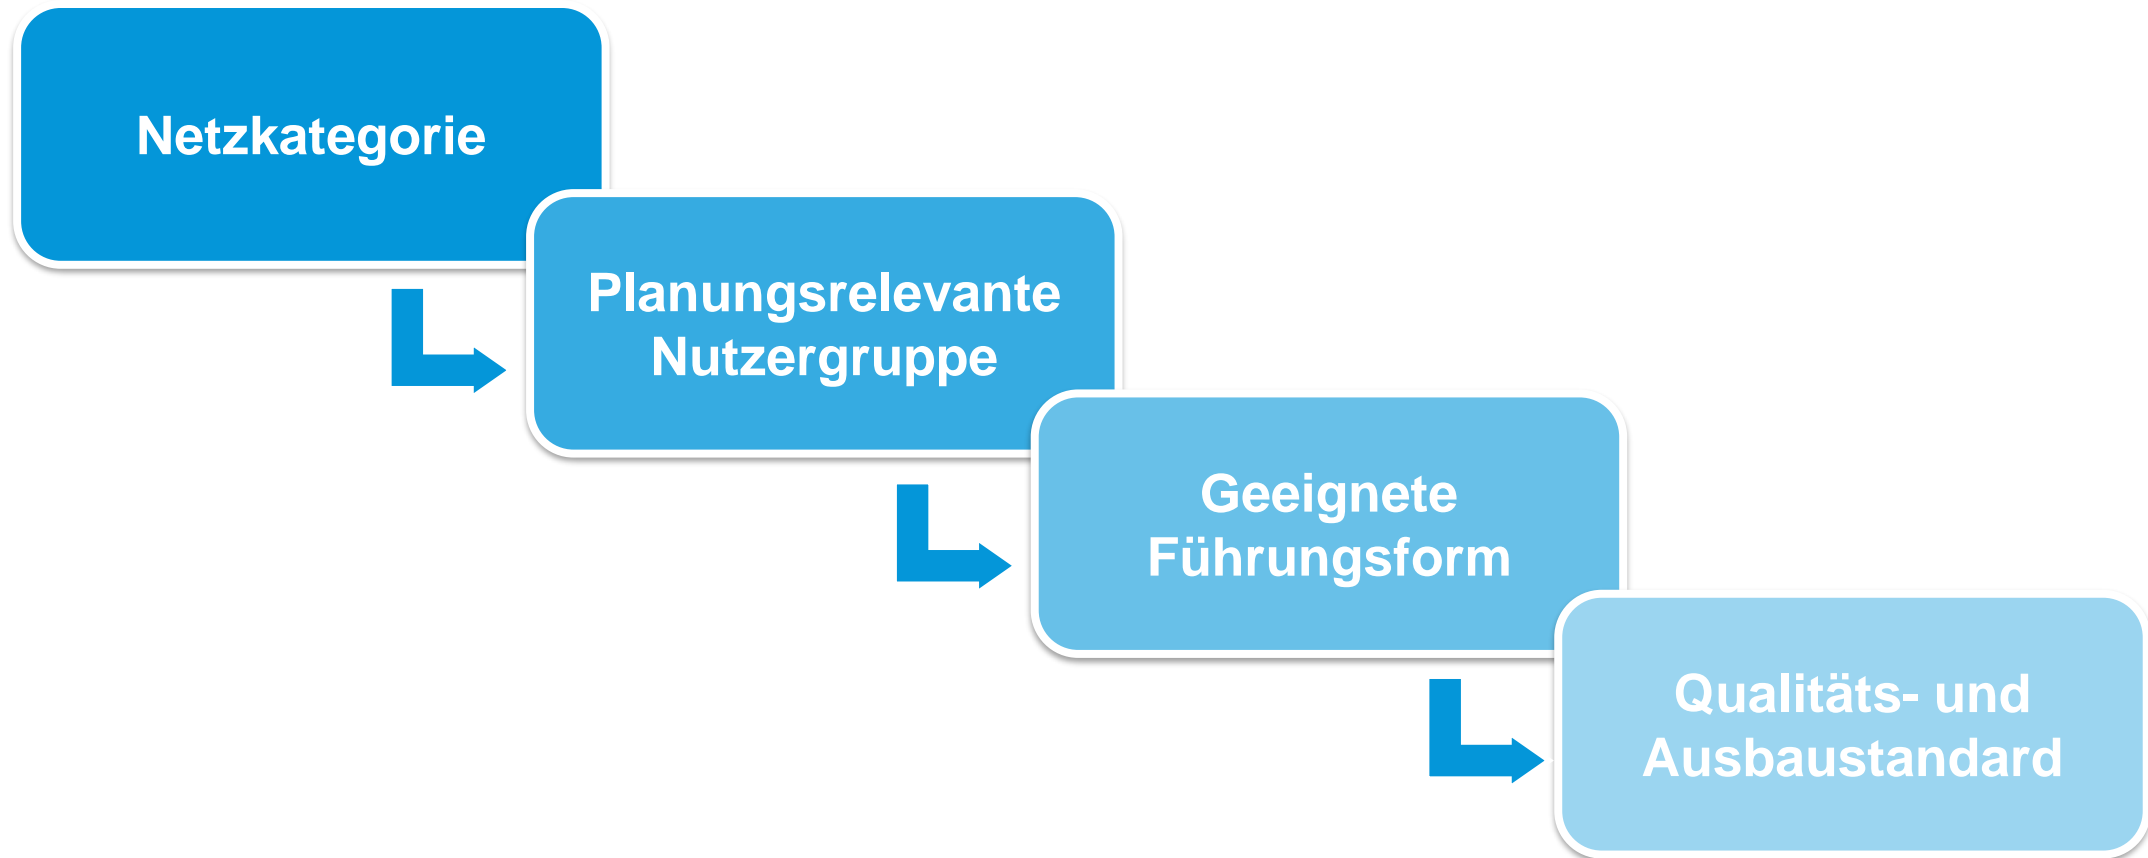 Netzkategorie
Planungsrelevante
Nutzergruppe
Geeignete
Führungsform
Qualitäts- und
Ausbaustandard